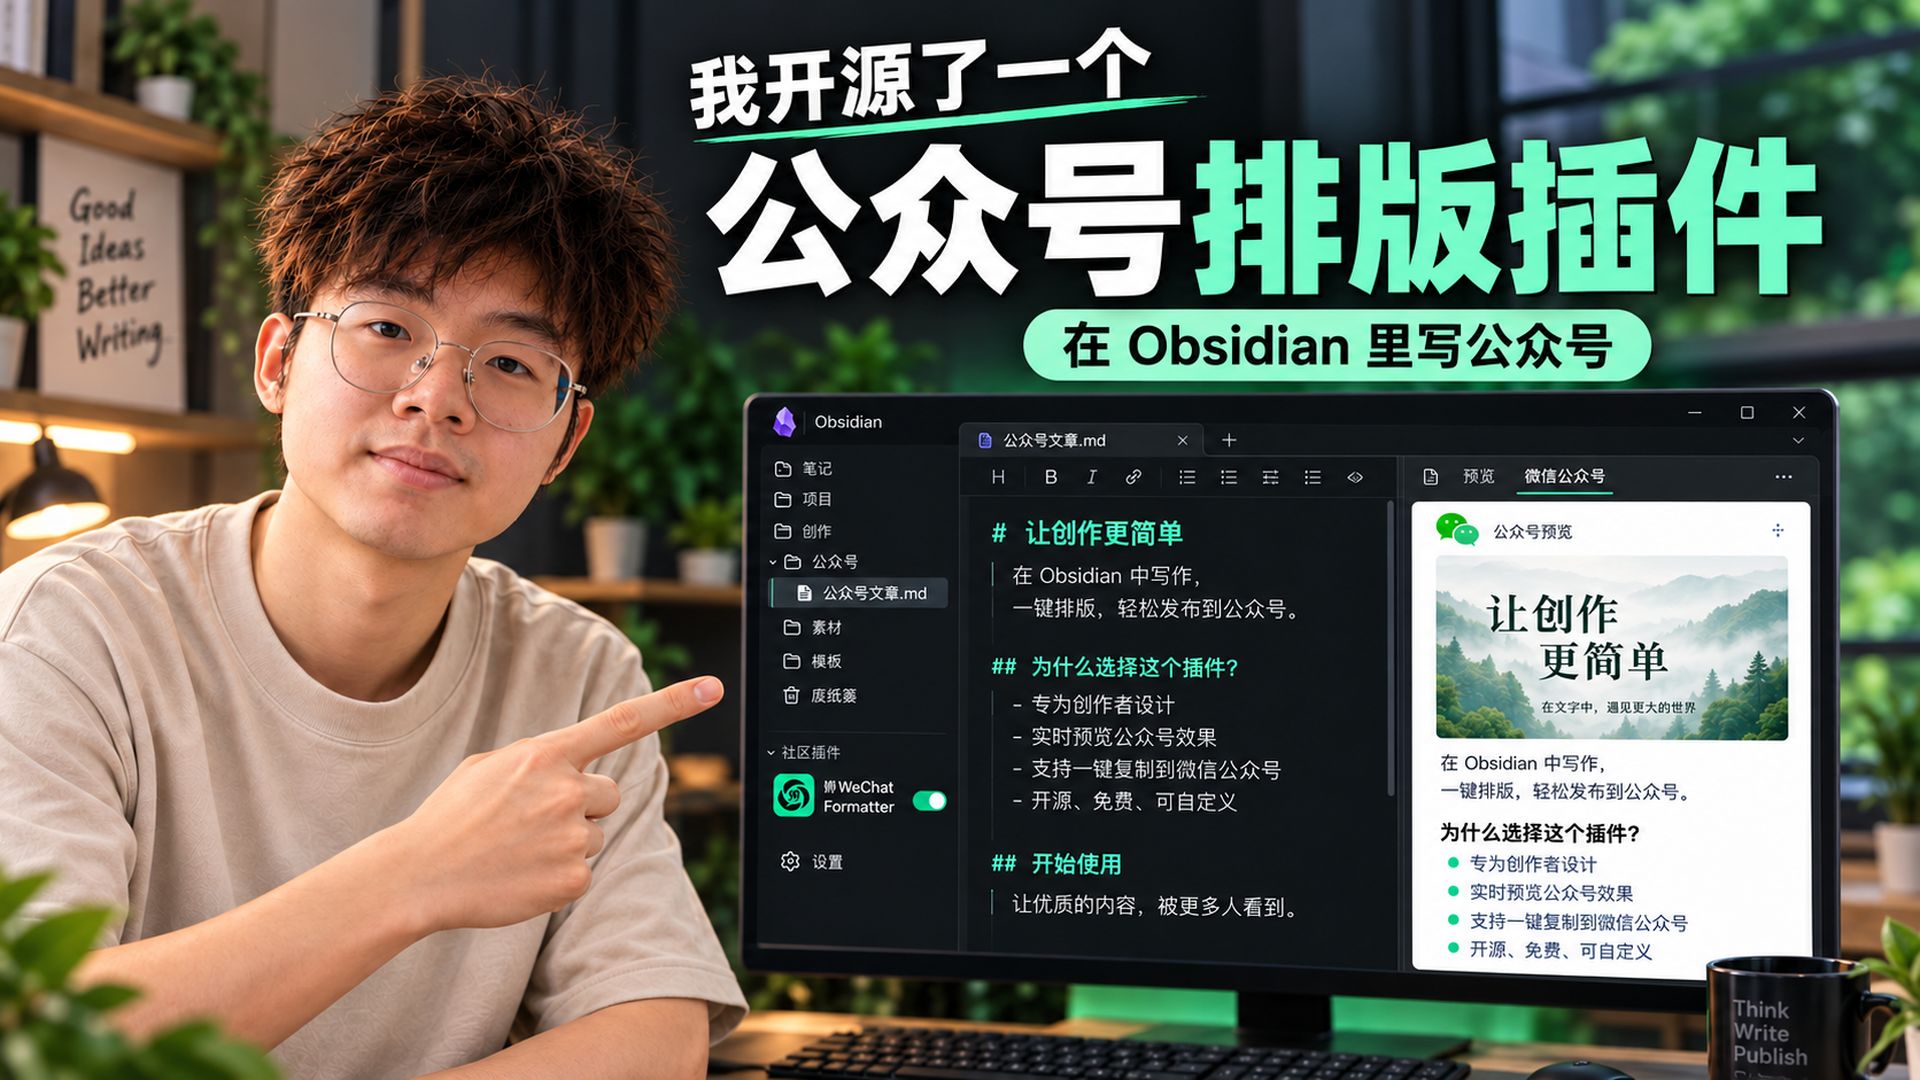 我开源了一个
公众号排版插件
在 Obsidian 里写公众号
Good
Ideas
Better
Writing.
Obsidian
笔记
项目
创作
公众号
公众号文章.md
素材
模板
废纸篓
社区插件
WeChat
Formatter
设置
公众号文章.md
H B I
# 让创作更简单
在 Obsidian 中写作，
一键排版，轻松发布到公众号。
## 为什么选择这个插件？
- 专为创作者设计
- 实时预览公众号效果
- 支持一键复制到微信公众号
- 开源、免费、可自定义
## 开始使用
让优质的内容，被更多人看到。
预览 微信公众号
公众号预览
让创作
更简单
在文字中，遇见更大的世界
在 Obsidian 中写作，
一键排版，轻松发布到公众号。
为什么选择这个插件？
专为创作者设计
实时预览公众号效果
支持一键复制到微信公众号
开源、免费、可自定义
Think
Write
Publish